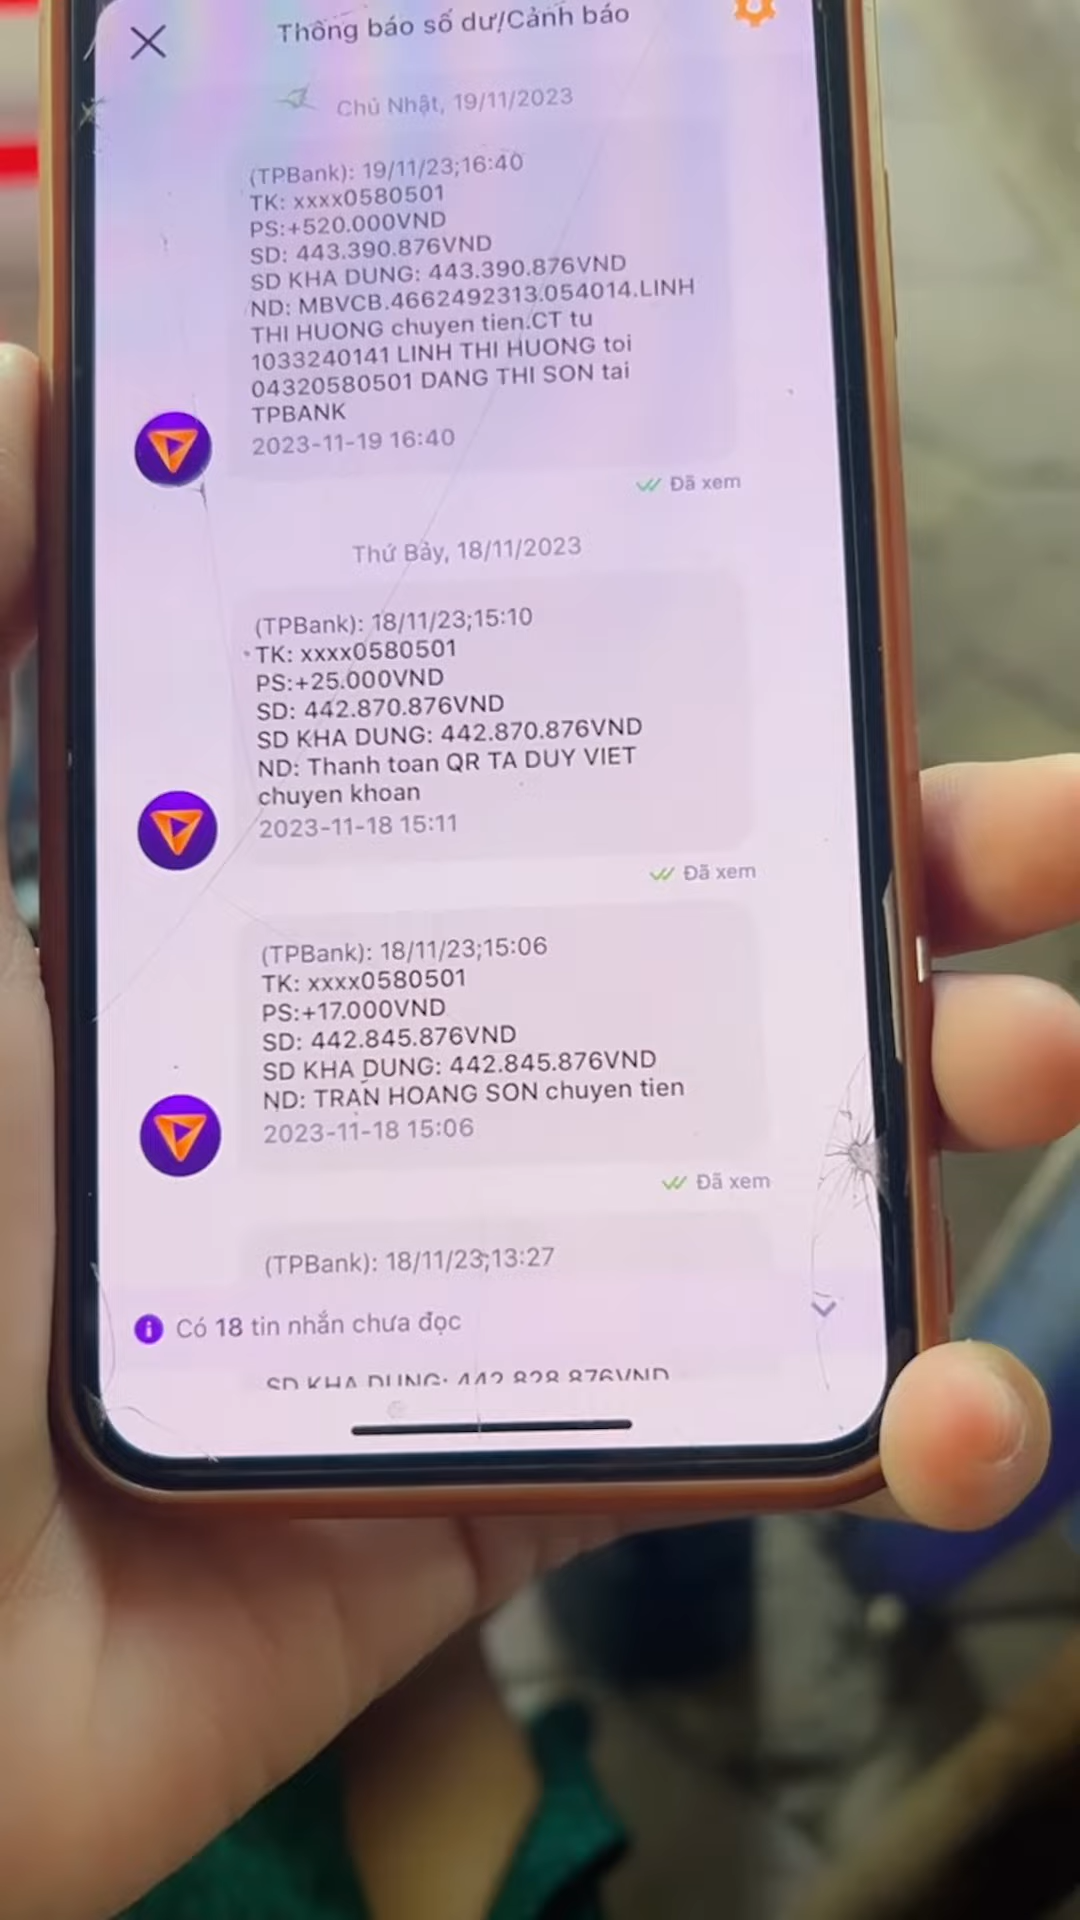 Thông báo số dư/Cảnh báo
Chủ Nhật, 19/11/2023
(TPBank): 19/11/23;16:40
TK: xxxx0580501
PS:+520.000VND
SD: 443.390.876VND
SD KHA DUNG: 443.390.876VND
ND: MBVCB.4662492313.054014.LINH
THI HUONG chuyen tien.CT tu
1033240141 LINH THI HUONG toi
04320580501 DANG THI SON tai
TPBANK
2023-11-19 16:40
Đã xem
Thứ Bảy, 18/11/2023
(TPBank): 18/11/23;15:10
TK: xxxx0580501
PS:+25.000VND
SD: 442.870.876VND
SD KHA DUNG: 442.870.876VND
ND: Thanh toan QR TA DUY VIET
chuyen khoan
2023-11-18 15:11
Đã xem
(TPBank): 18/11/23;15:06
TK: xxxx0580501
PS:+17.000VND
SD: 442.845.876VND
SD KHA DUNG: 442.845.876VND
ND: TRAN HOANG SON chuyen tien
2023-11-18 15:06
Đã xem
(TPBank): 18/11/23;13:27
Có 18 tin nhắn chưa đọc
SD KHA DUNG: 442.828.876VND